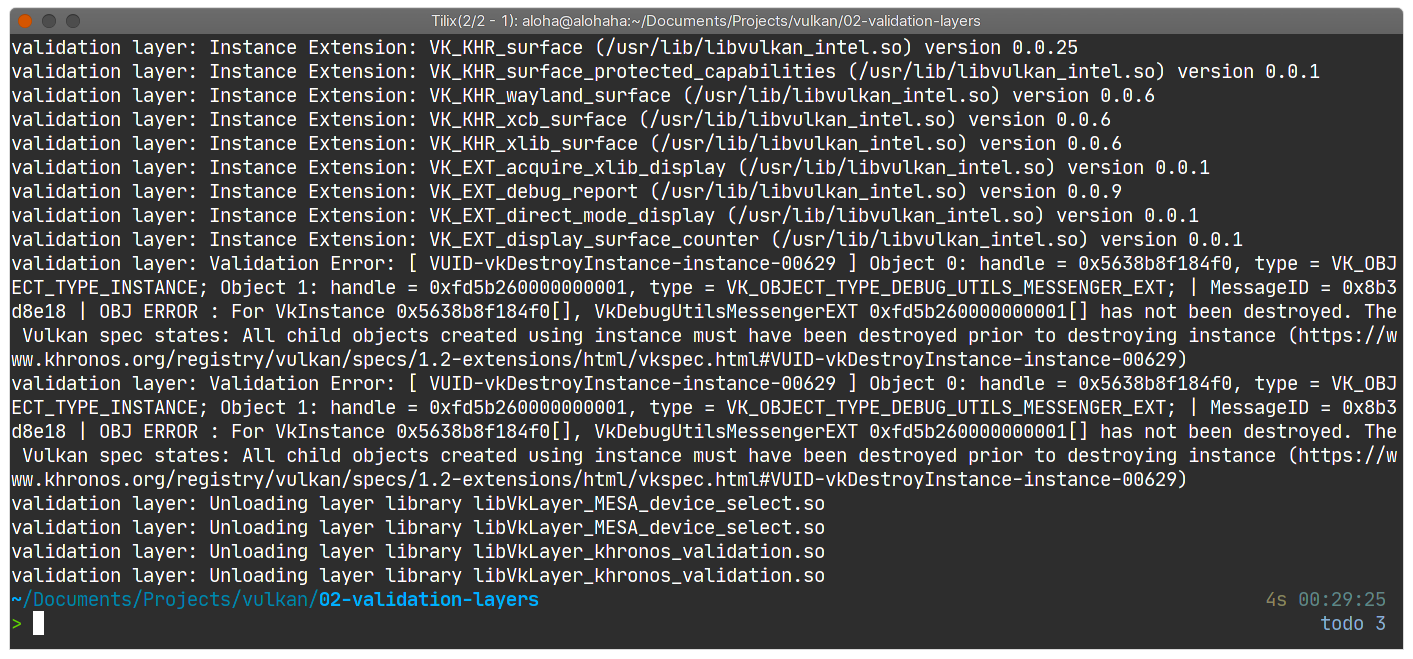 Tilix(2/2 - 1): aloha@alohaha:~/Documents/Projects/vulkan/02-validation-layers
validation layer: Instance Extension: VK_KHR_surface (/usr/lib/libvulkan_intel.so) version 0.0.25
validation layer: Instance Extension: VK_KHR_surface_protected_capabilities (/usr/lib/libvulkan_intel.so) version 0.0.1
validation layer: Instance Extension: VK_KHR_wayland_surface (/usr/lib/libvulkan_intel.so) version 0.0.6
validation layer: Instance Extension: VK_KHR_xcb_surface (/usr/lib/libvulkan_intel.so) version 0.0.6
validation layer: Instance Extension: VK_KHR_xlib_surface (/usr/lib/libvulkan_intel.so) version 0.0.6
validation layer: Instance Extension: VK_EXT_acquire_xlib_display (/usr/lib/libvulkan_intel.so) version 0.0.1
validation layer: Instance Extension: VK_EXT_debug_report (/usr/lib/libvulkan_intel.so) version 0.0.9
validation layer: Instance Extension: VK_EXT_direct_mode_display (/usr/lib/libvulkan_intel.so) version 0.0.1
validation layer: Instance Extension: VK_EXT_display_surface_counter (/usr/lib/libvulkan_intel.so) version 0.0.1
validation layer: Validation Error: [ VUID-vkDestroyInstance-instance-00629 ] Object 0: handle = 0x5638b8f184f0, type = VK_OBJ
ECT_TYPE_INSTANCE; Object 1: handle = 0xfd5b260000000001, type = VK_OBJECT_TYPE_DEBUG_UTILS_MESSENGER_EXT; | MessageID = 0x8b3
d8e18 | OBJ ERROR : For VkInstance 0x5638b8f184f0[], VkDebugUtilsMessengerEXT 0xfd5b260000000001[] has not been destroyed. The
 Vulkan spec states: All child objects created using instance must have been destroyed prior to destroying instance (https://w
ww.khronos.org/registry/vulkan/specs/1.2-extensions/html/vkspec.html#VUID-vkDestroyInstance-instance-00629)
validation layer: Validation Error: [ VUID-vkDestroyInstance-instance-00629 ] Object 0: handle = 0x5638b8f184f0, type = VK_OBJ
ECT_TYPE_INSTANCE; Object 1: handle = 0xfd5b260000000001, type = VK_OBJECT_TYPE_DEBUG_UTILS_MESSENGER_EXT; | MessageID = 0x8b3
d8e18 | OBJ ERROR : For VkInstance 0x5638b8f184f0[], VkDebugUtilsMessengerEXT 0xfd5b260000000001[] has not been destroyed. The
 Vulkan spec states: All child objects created using instance must have been destroyed prior to destroying instance (https://w
ww.khronos.org/registry/vulkan/specs/1.2-extensions/html/vkspec.html#VUID-vkDestroyInstance-instance-00629)
validation layer: Unloading layer library libVkLayer_MESA_device_select.so
validation layer: Unloading layer library libVkLayer_MESA_device_select.so
validation layer: Unloading layer library libVkLayer_khronos_validation.so
validation layer: Unloading layer library libVkLayer_khronos_validation.so
~/Documents/Projects/vulkan/02-validation-layers 4s 00:29:25
> todo 3